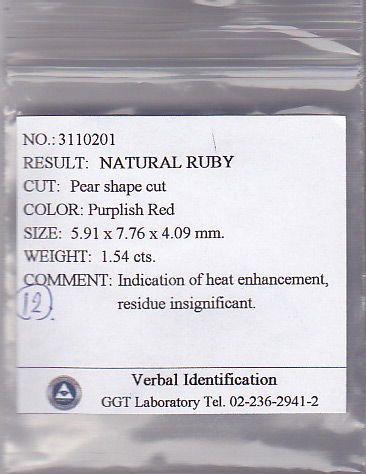 NO.: 3110201
RESULT: NATURAL RUBY
CUT: Pear shape cut
COLOR: Purplish Red
SIZE: 5.91 x 7.76 x 4.09 mm.
WEIGHT: 1.54 cts.
COMMENT: Indication of heat enhancement,
residue insignificant.
12
Verbal Identification
GGT Laboratory Tel. 02-236-2941-2